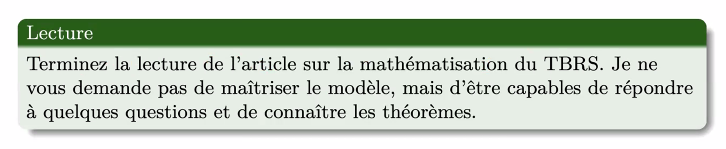 Lecture
Terminez la lecture de l'article sur la mathématisation du TBRS. Je ne
vous demande pas de maîtriser le modèle, mais d'être capables de répondre
à quelques questions et de connaître les théorèmes.